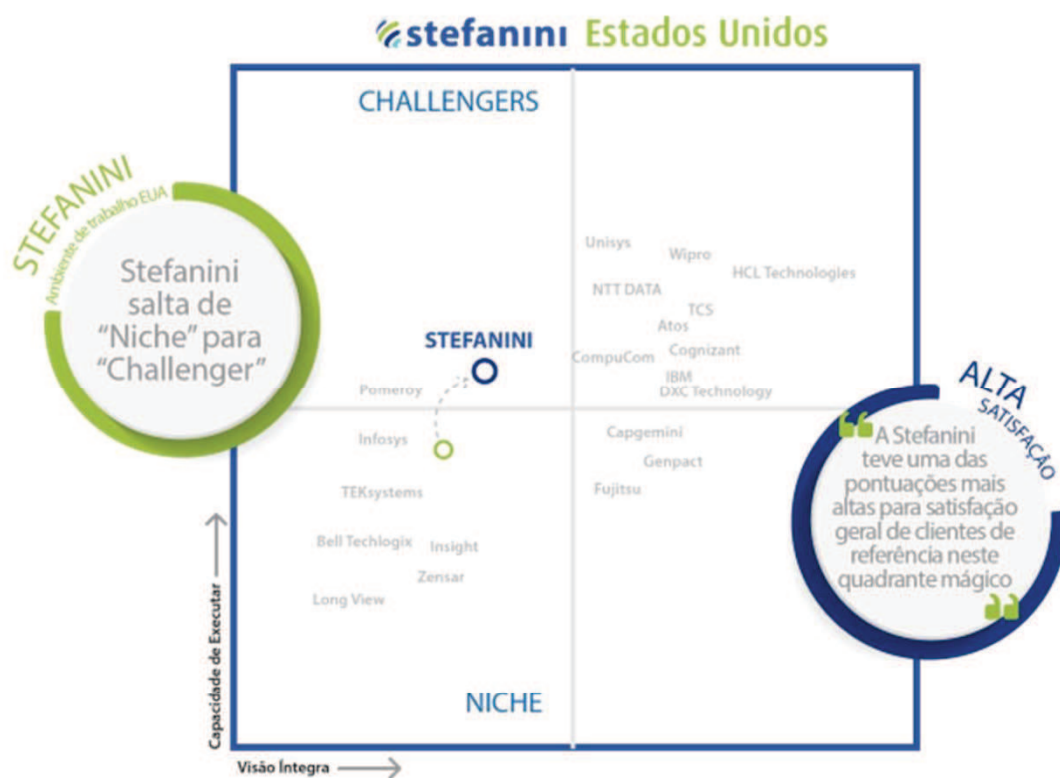 stefanini Estados Unidos
CHALLENGERS
STEFANINI
Ambiente de trabalho EUA
Stefanini
salta de
“Niche” para
“Challenger”
Unisys
Wipro
HCL Technologies
NTT DATA
TCS
Atos
STEFANINI
CompuCom
Cognizant
IBM
Pomeroy
DXC Technology
ALTA
SATISFAÇÃO
Infosys
Capgemini
Genpact
TEKsystems
Fujitsu
Bell Techlogix
Insight
Zensar
Long View
“A Stefanini
teve uma das
pontuações mais
altas para satisfação
geral de clientes de
referência neste
quadrante mágico”
Capacidade de Executar
NICHE
Visão Íntegra